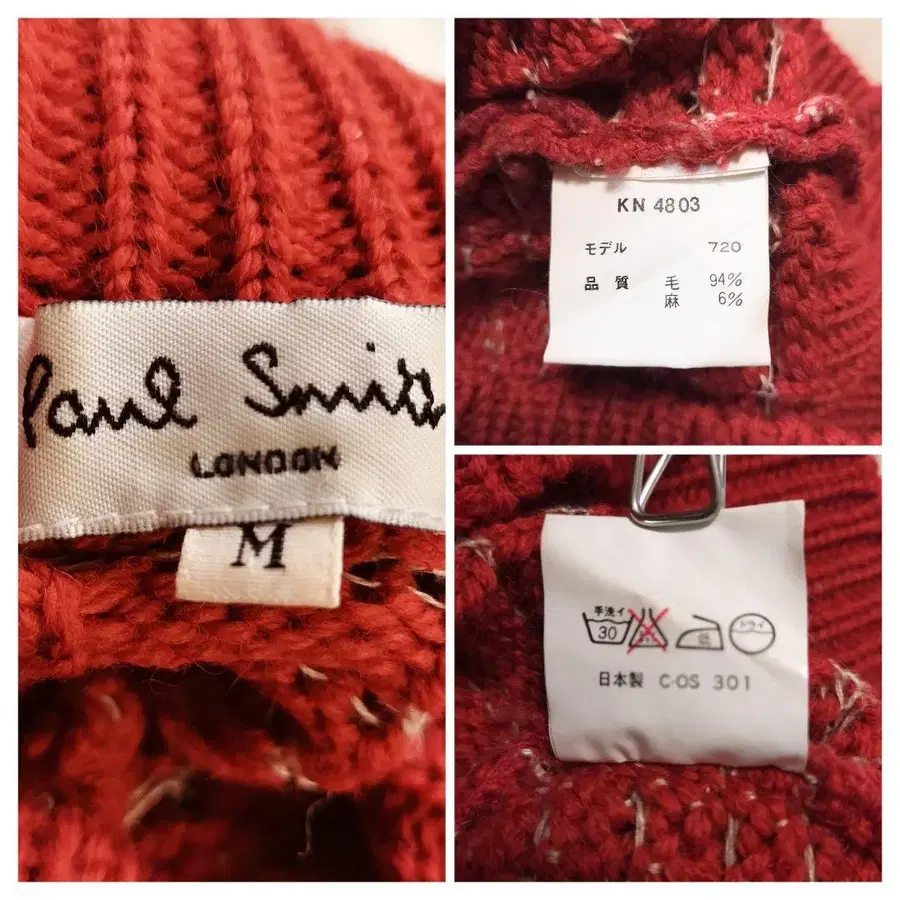 Paul Smith
LONDON
M
KN 4803
モデル 720
品質 毛 94%
麻 6%
手洗イ
30
ドライ
日本製 C-OS 301